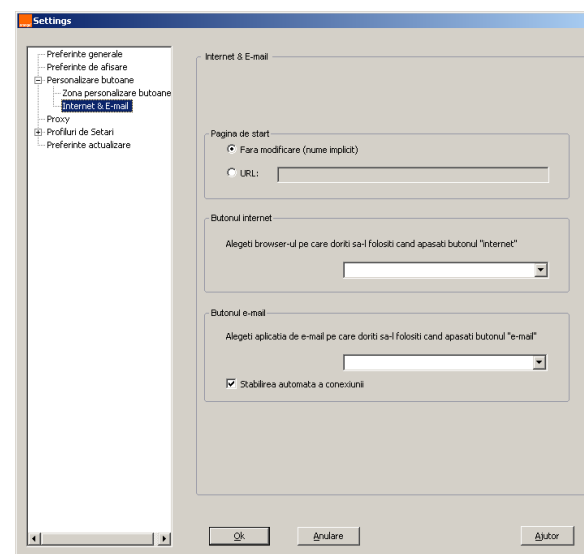 Settings
Preferinte generale
Preferinte de afisare
Personalizare butoane
Zona personalizare butoane
Internet & E-mail
Proxy
Profiluri de Setari
Preferinte actualizare
Internet & E-mail
Pagina de start
Fara modificare (nume implicit)
URL:
Butonul internet
Alegeti browser-ul pe care doriti sa-l folositi cand apasati butonul "internet"
Butonul e-mail
Alegeti aplicatia de e-mail pe care doriti sa-l folositi cand apasati butonul "e-mail"
Stabilirea automata a conexiunii
Ok
Anulare
Ajutor